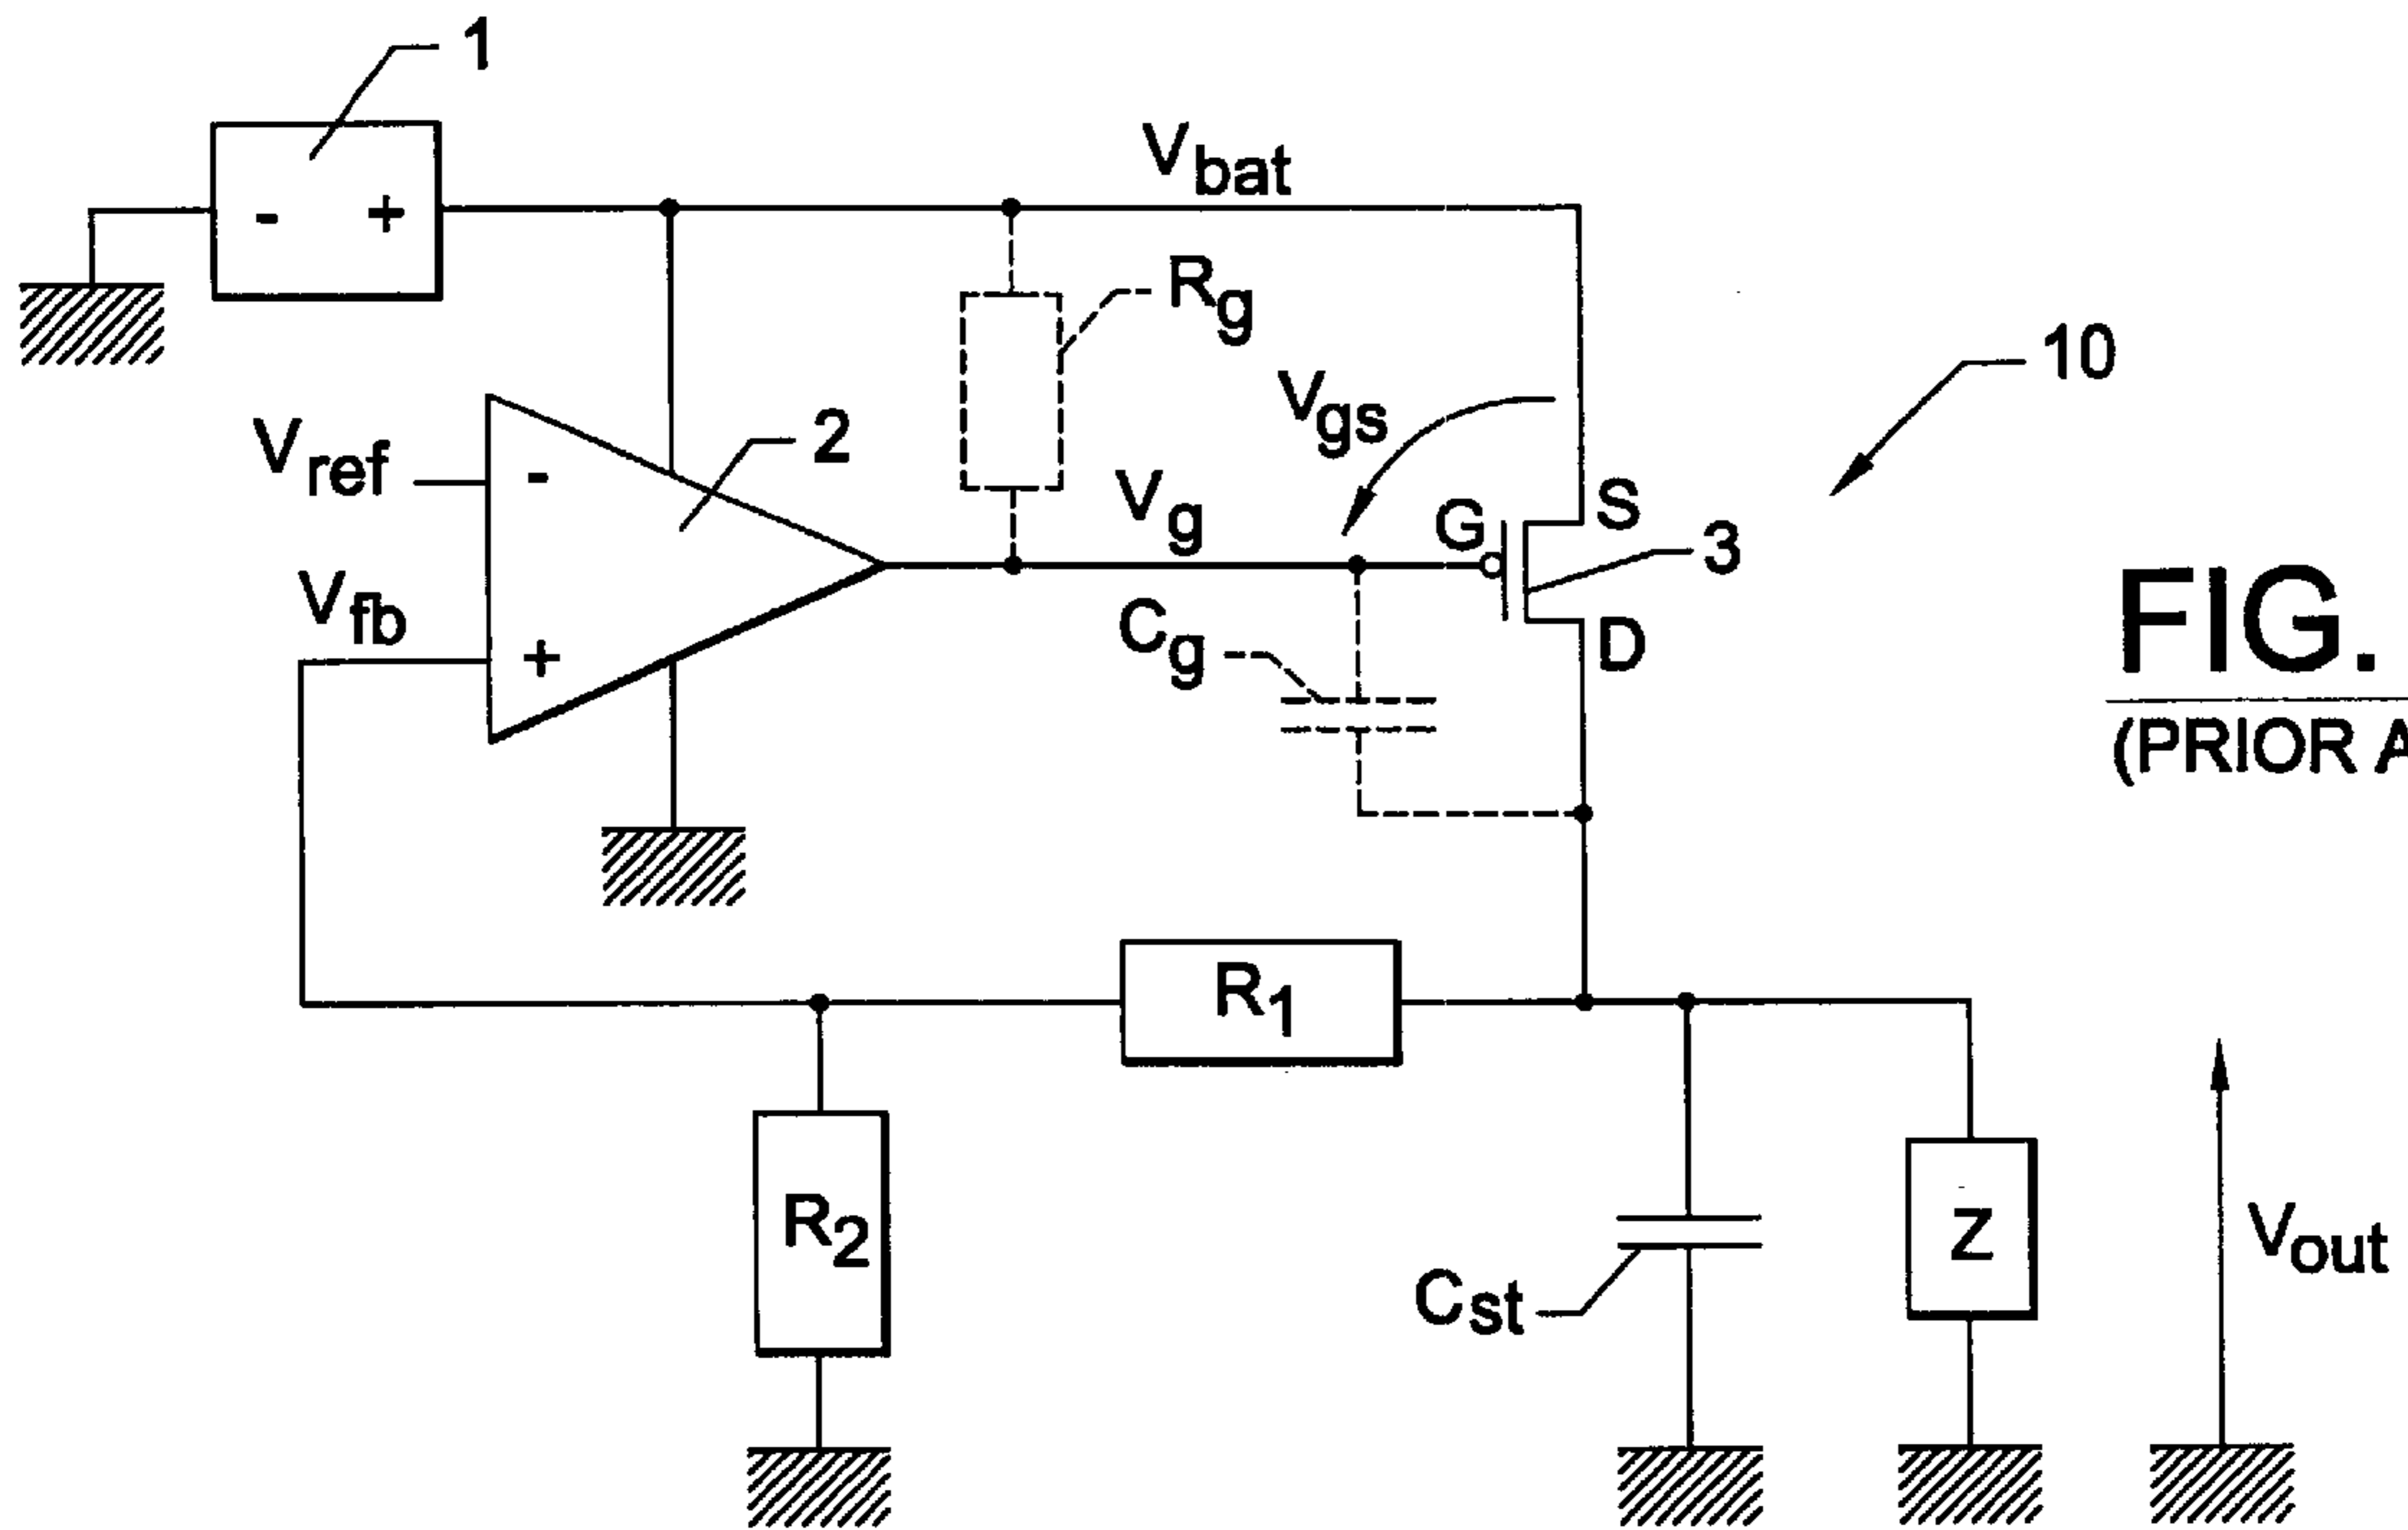 1
- +
Vbat
Rg
10
Vref
-
2
Vgs
Vg
G
S
3
Vfb
+
Cg
D
FIG.
(PRIOR A
R1
R2
Cst
Z
Vout